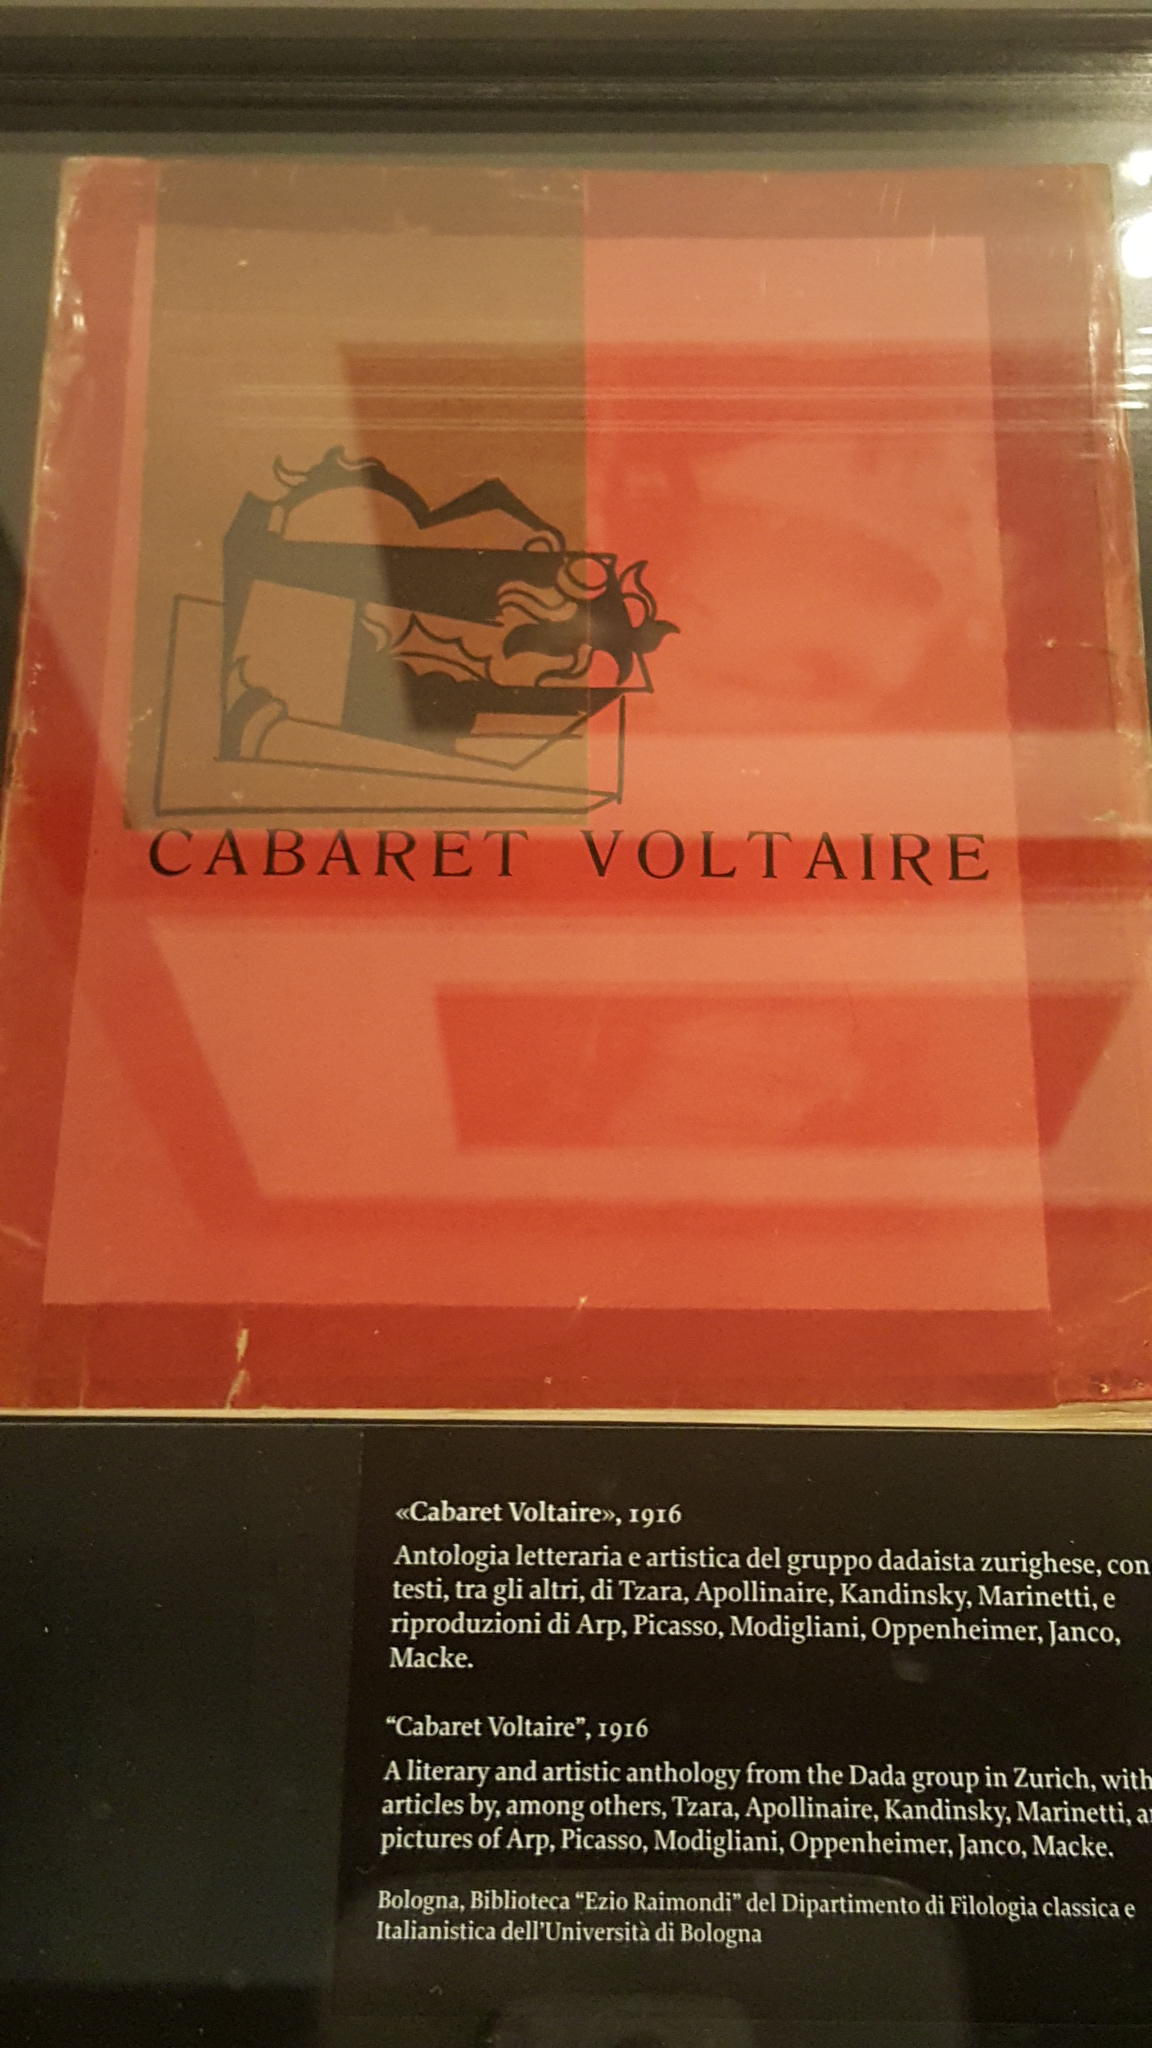 CABARET VOLTAIRE
«Cabaret Voltaire», 1916
Antologia letteraria e artistica del gruppo dadaista zurighese, con
testi, tra gli altri, di Tzara, Apollinaire, Kandinsky, Marinetti, e
riproduzioni di Arp, Picasso, Modigliani, Oppenheimer, Janco,
Macke.
“Cabaret Voltaire”, 1916
A literary and artistic anthology from the Dada group in Zurich, with
articles by, among others, Tzara, Apollinaire, Kandinsky, Marinetti,
pictures of Arp, Picasso, Modigliani, Oppenheimer, Janco, Macke.
Bologna, Biblioteca “Ezio Raimondi” del Dipartimento di Filologia classica e
Italianistica dell’Università di Bologna